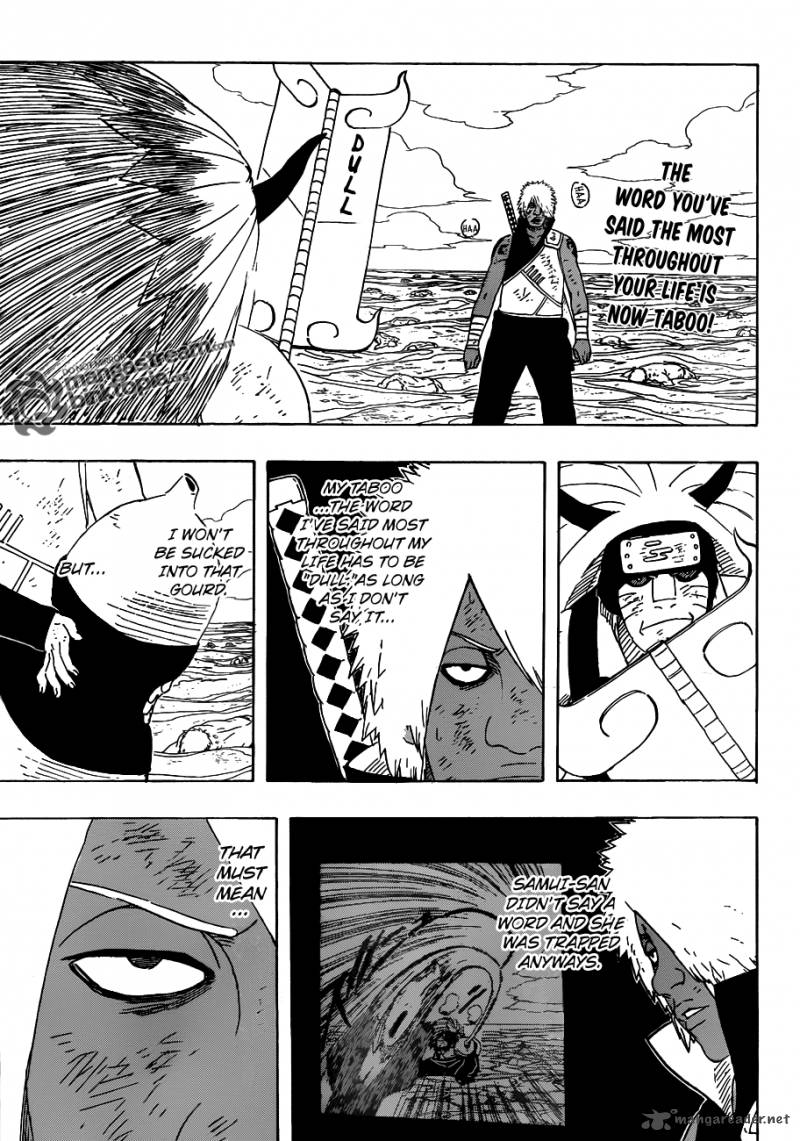 THE
WORD YOU'VE
SAID THE MOST
THROUGHOUT
YOUR LIFE IS
NOW TABOO!
HAA
HAA
DULL
mangastream.com
MY TABOO
...THE WORD
I'VE SAID MOST
THROUGHOUT MY
LIFE HAS TO BE
"DULL." AS LONG
AS I DON'T
SAY IT...
I WON'T
BE SUCKED
INTO THAT
GOURD.
BUT...
SAMUI-SAN
DIDN'T SAY A
WORD AND SHE
WAS TRAPPED
ANYWAYS.
THAT
MUST
MEAN
...
mangareader.net